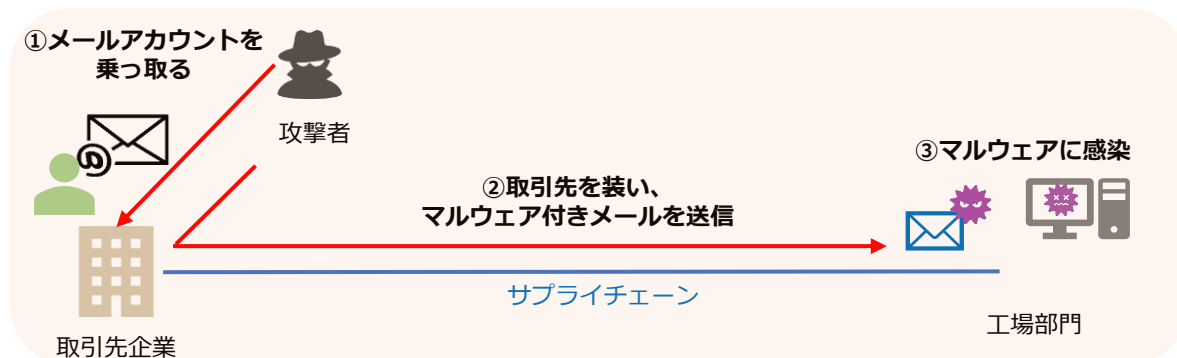 ①メールアカウントを
乗っ取る
攻撃者
③マルウェアに感染
②取引先を装い、
マルウェア付きメールを送信
サプライチェーン
工場部門
取引先企業